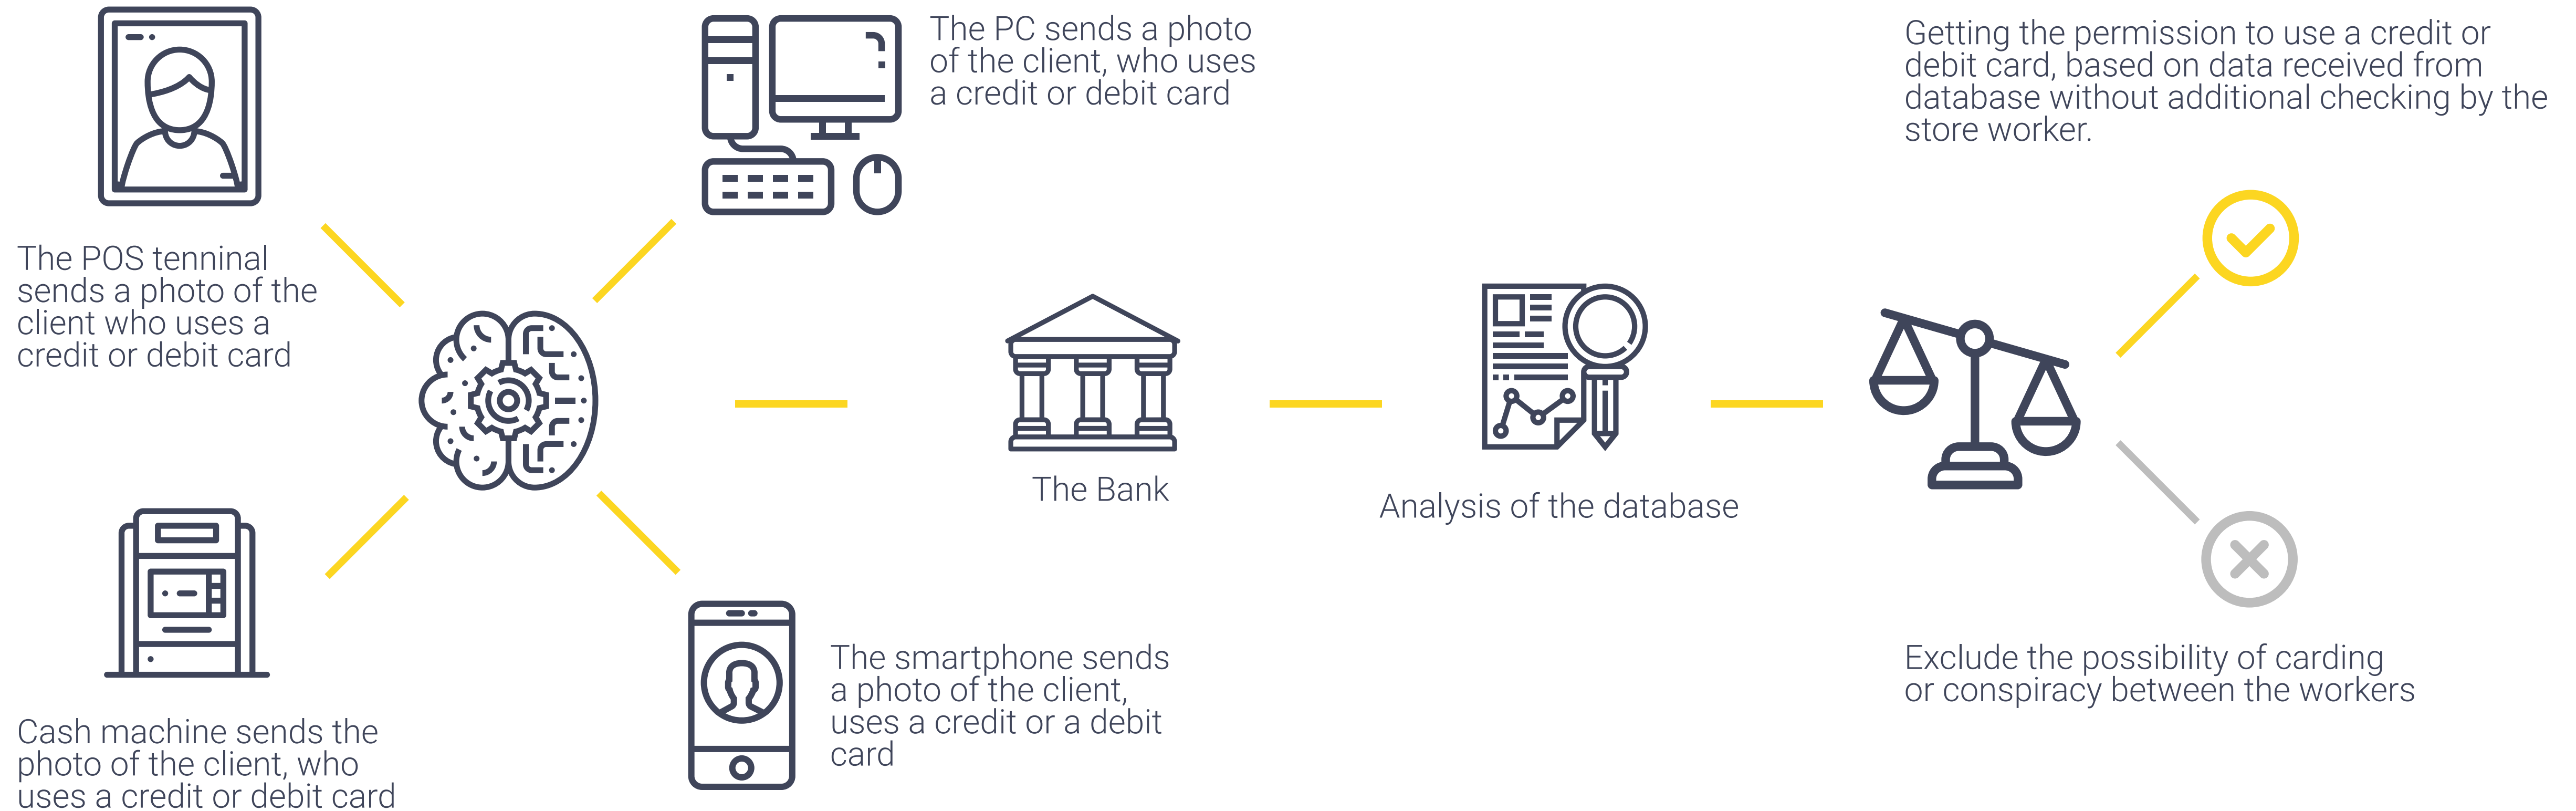 The POS tenninal
sends a photo of the
client who uses a
credit or debit card
The PC sends a photo
of the client, who uses
a credit or debit card
Cash machine sends the
photo of the client, who
uses a credit or debit card
The smartphone sends
a photo of the client,
uses a credit or a debit
card
The Bank
Analysis of the database
Getting the permission to use a credit or
debit card, based on data received from
database without additional checking by the
store worker.
Exclude the possibility of carding
or conspiracy between the workers